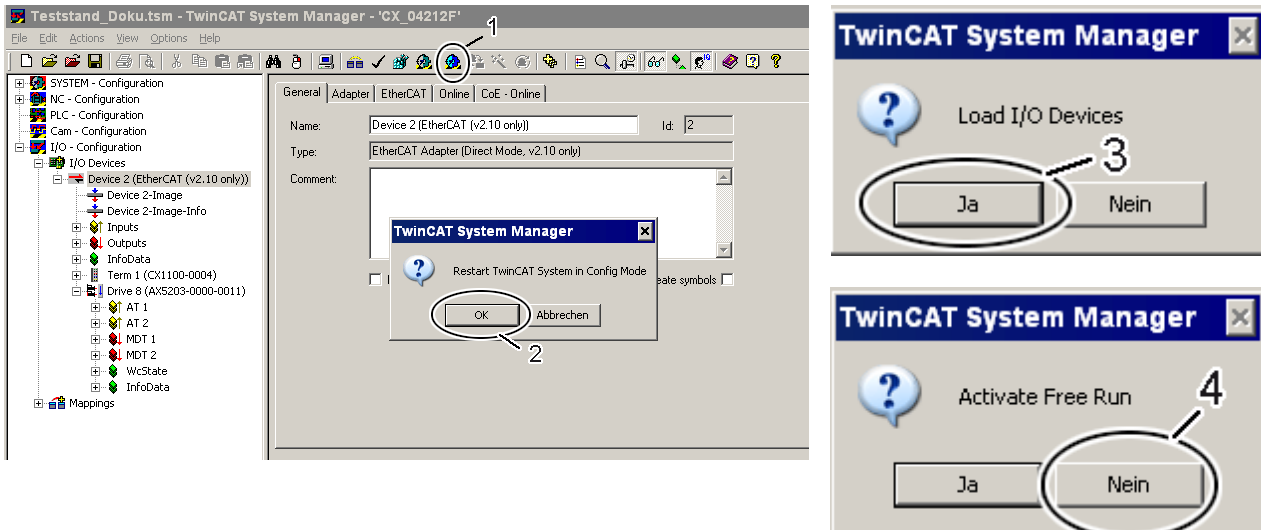 Teststand_Doku.tsm - TwinCAT System Manager - 'CX_04212F'
1
File Edit Actions View Options Help
SYSTEM - Configuration
NC - Configuration
PLC - Configuration
Cam - Configuration
I/O - Configuration
I/O Devices
Device 2 (EtherCAT (v2.10 only))
Device 2-Image
Device 2-Image-Info
Inputs
Outputs
InfoData
Term 1 (CX1100-0004)
Drive 8 (AX5203-0000-0011)
AT 1
AT 2
MDT 1
MDT 2
WcState
InfoData
Mappings
General Adapter EtherCAT Online CoE - Online
Name: Device 2 (EtherCAT (v2.10 only)) Id: 2
Type: EtherCAT Adapter (Direct Mode, v2.10 only)
Comment:
symbols
TwinCAT System Manager
Restart TwinCAT System in Config Mode
OK Abbrechen
2
TwinCAT System Manager
Load I/O Devices
3
Ja Nein
TwinCAT System Manager
Activate Free Run
4
Ja Nein